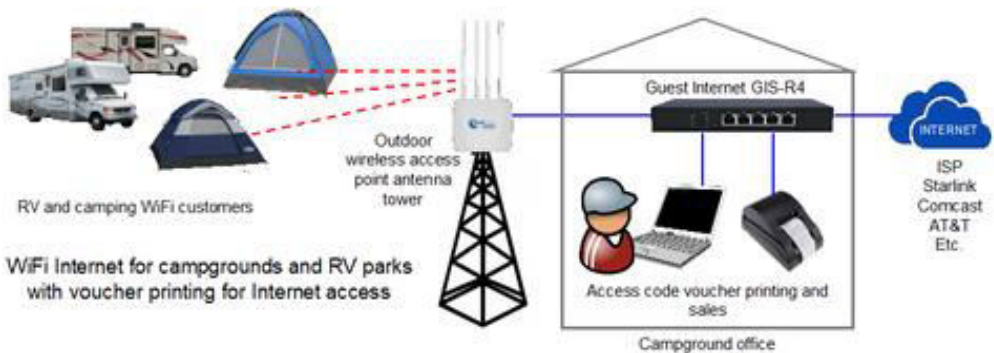 RV and camping WiFi customers
WiFi Internet for campgrounds and RV parks
with voucher printing for Internet access
Outdoor
wireless access
point antenna
tower
Guest Internet GIS-R4
Access code voucher printing and
sales
Campground office
INTERNET
ISP
Starlink
Comcast
AT&T
Etc.